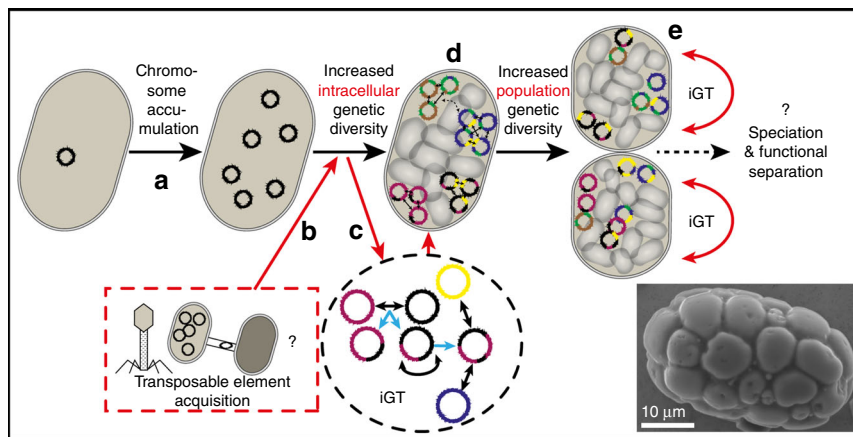 Chromo-
some
accu-
mulation
a
Increased
intracellular
genetic
diversity
b
c
d
Increased
population
genetic
diversity
e
iGT
iGT
?
Speciation
& functional
separation
?
Transposable element
acquisition
iGT
10 μm